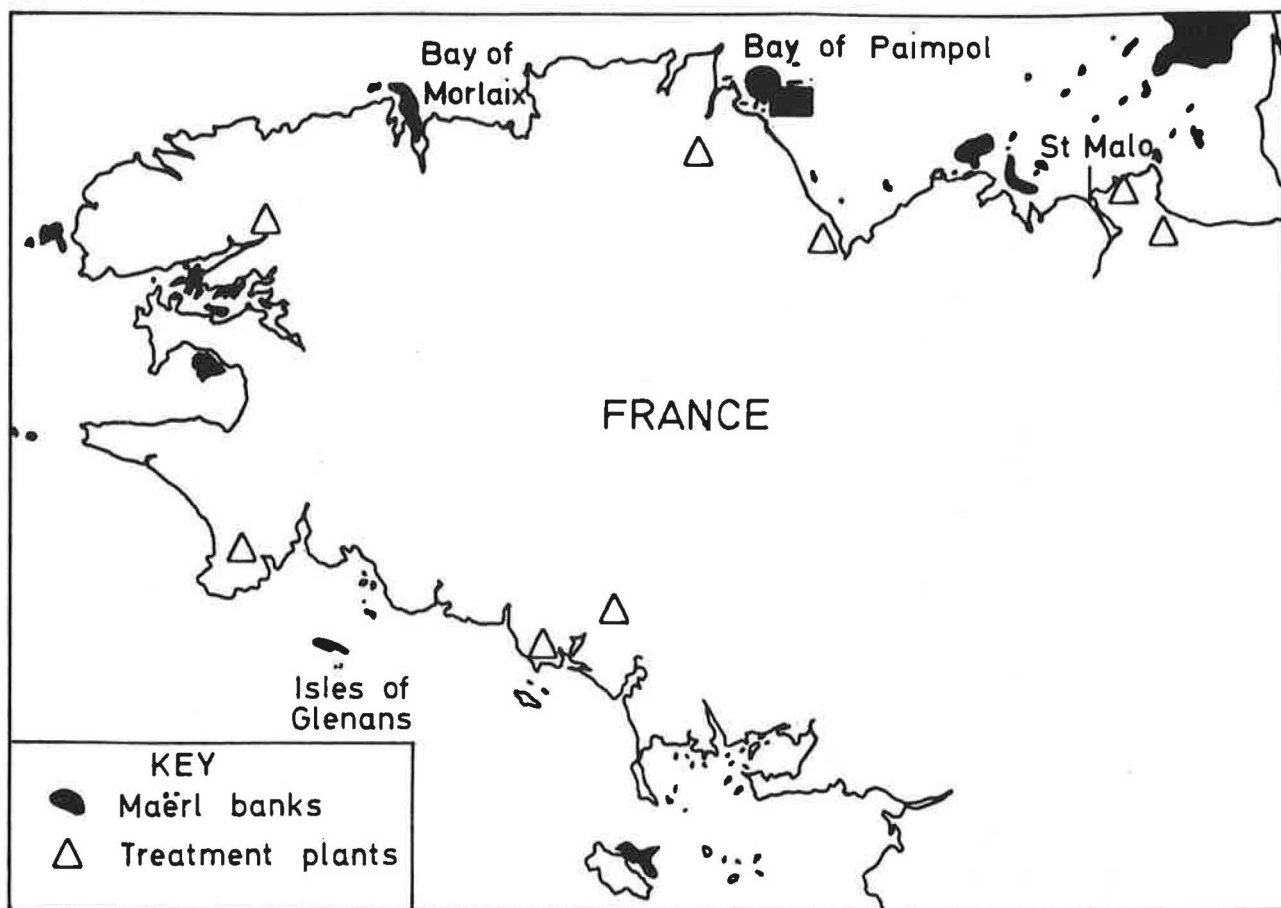 Bay of
Morlaix
Bay of Paimpol
St Malo
FRANCE
Isles of
Glenans
KEY
Maërl banks
Treatment plants